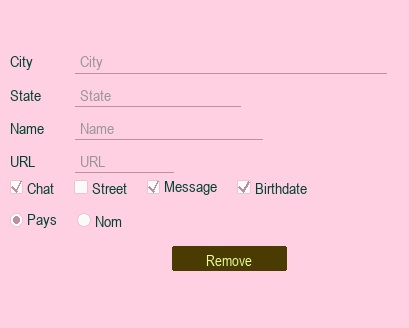 City City
State State
Name Name
URL URL
Chat Street Message Birthdate
Pays Nom
Remove